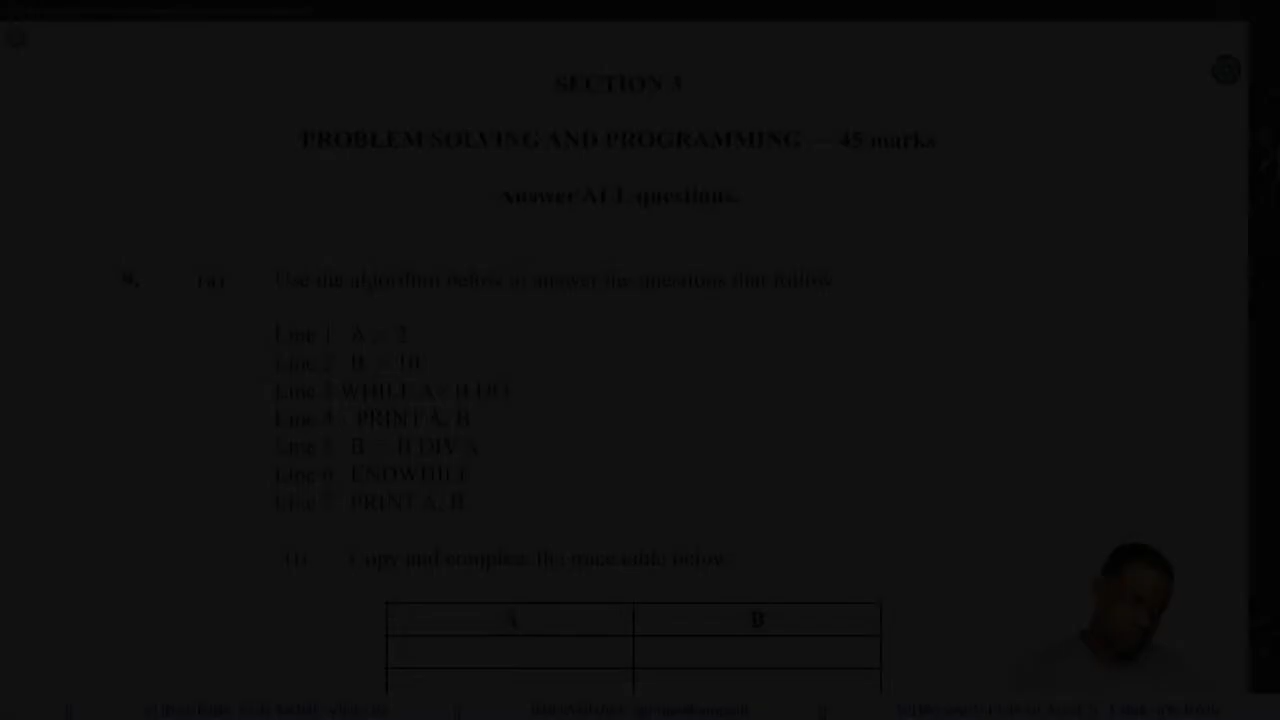 SECTION 3
PROBLEM SOLVING AND PROGRAMMING — 45 marks
Answer ALL questions.
(a) Use the algorithm below to answer the questions that follow
Line 1 A = 2
Line 2 B = 10
Line 3 WHILE A < B DO
Line 4 PRINT A, B
Line 5 B = B DIV A
Line 6 ENDWHILE
Line 7 PRINT A, B
(i) Copy and complete the trace table below
A B